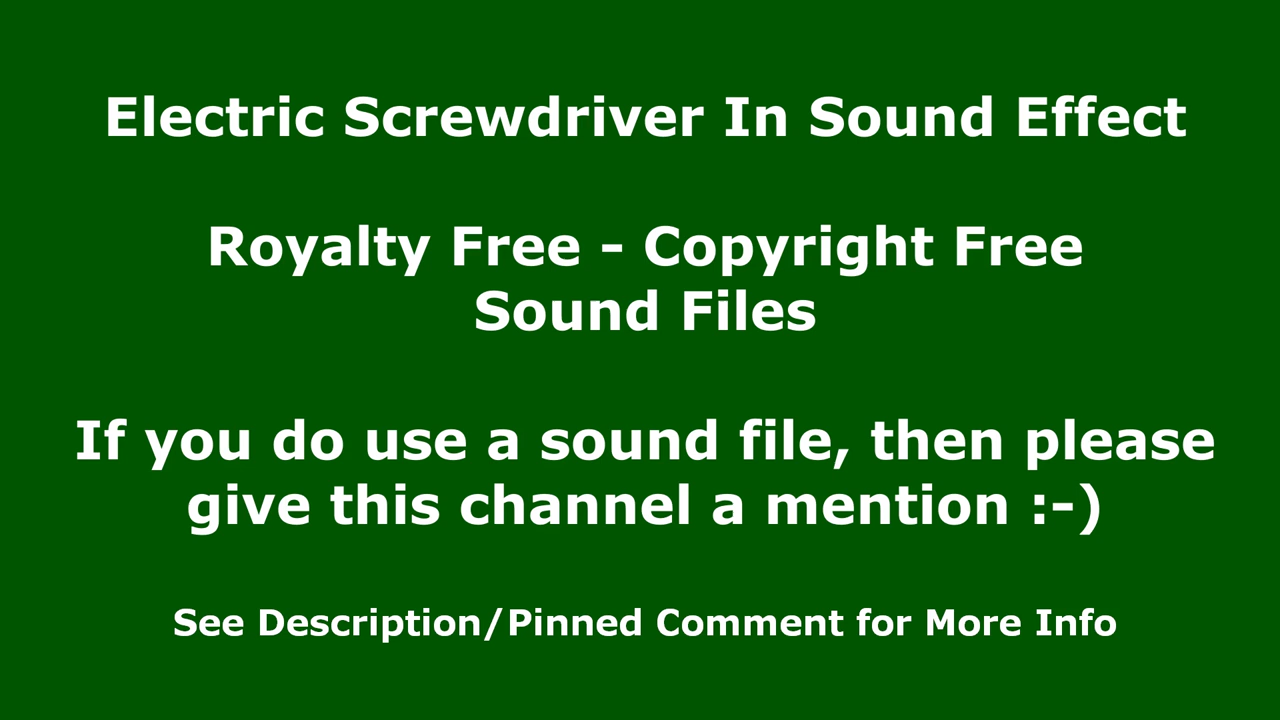 Electric Screwdriver In Sound Effect
Royalty Free - Copyright Free
Sound Files
If you do use a sound file, then please
give this channel a mention :-)
See Description/Pinned Comment for More Info